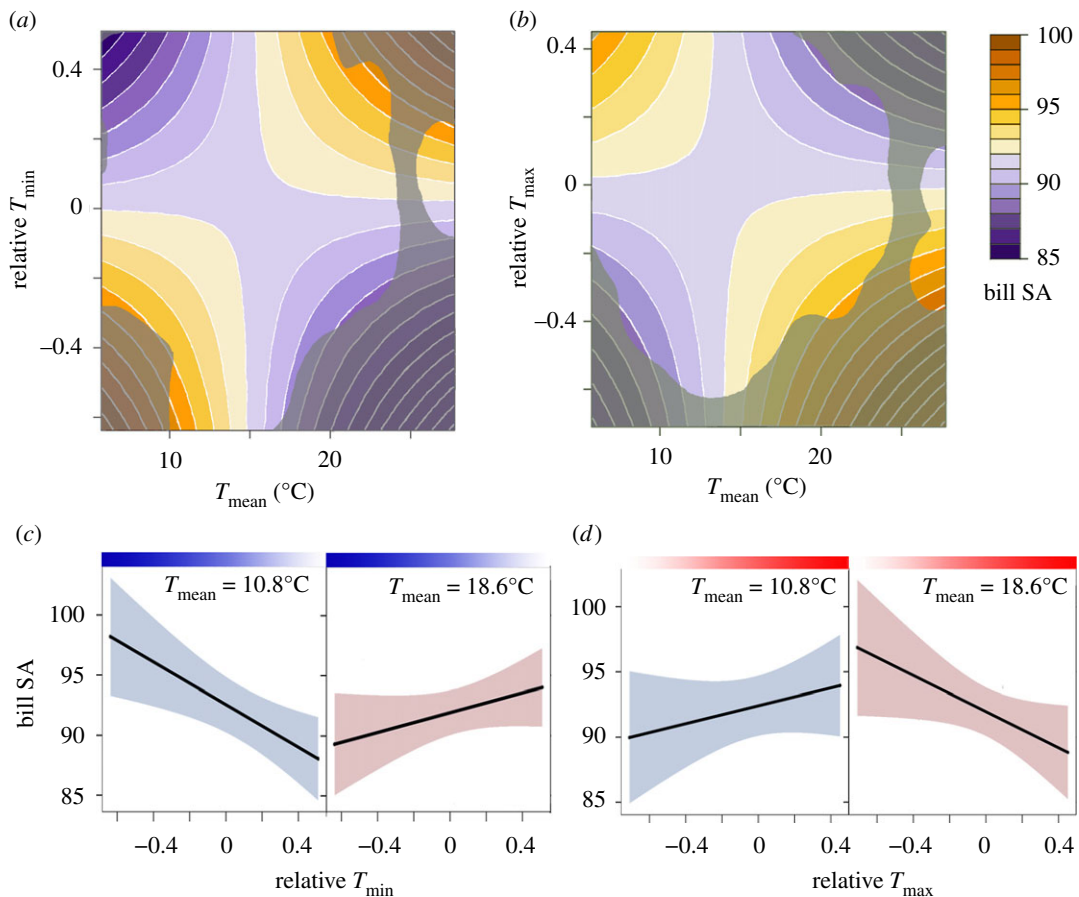 (a)
0.4
0
–0.4
relative Tmin
10
20
Tmean (°C)
(b)
0.4
0
–0.4
relative Tmax
10
20
Tmean (°C)
100
95
90
85
bill SA
(c)
Tmean = 10.8°C
Tmean = 18.6°C
100
95
90
85
bill SA
–0.4
0
0.4
–0.4
0
0.4
relative Tmin
(d)
Tmean = 10.8°C
Tmean = 18.6°C
100
95
90
85
–0.4
0
0.4
–0.4
0
0.4
relative Tmax